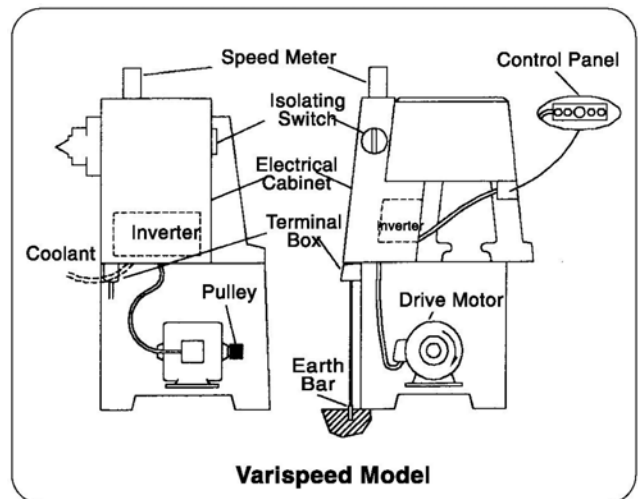 Speed Meter
Control Panel
Isolating
Switch
Electrical
Cabinet
Inverter
Inverter
Terminal
Box
Coolant
Pulley
Drive Motor
Earth
Bar
Varispeed Model